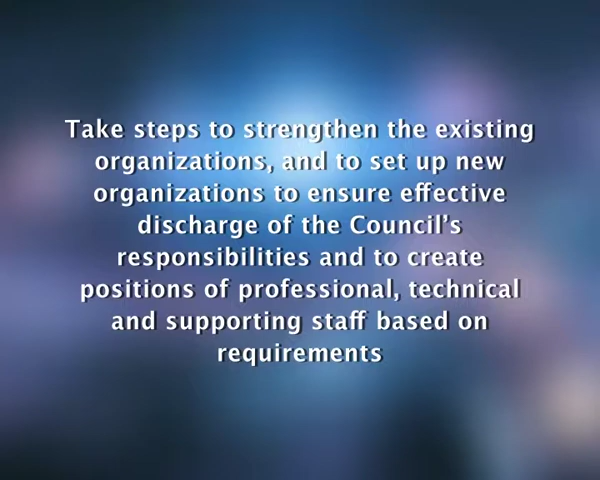 Take steps to strengthen the existing
organizations, and to set up new
organizations to ensure effective
discharge of the Council's
responsibilities and to create
positions of professional, technical
and supporting staff based on
requirements